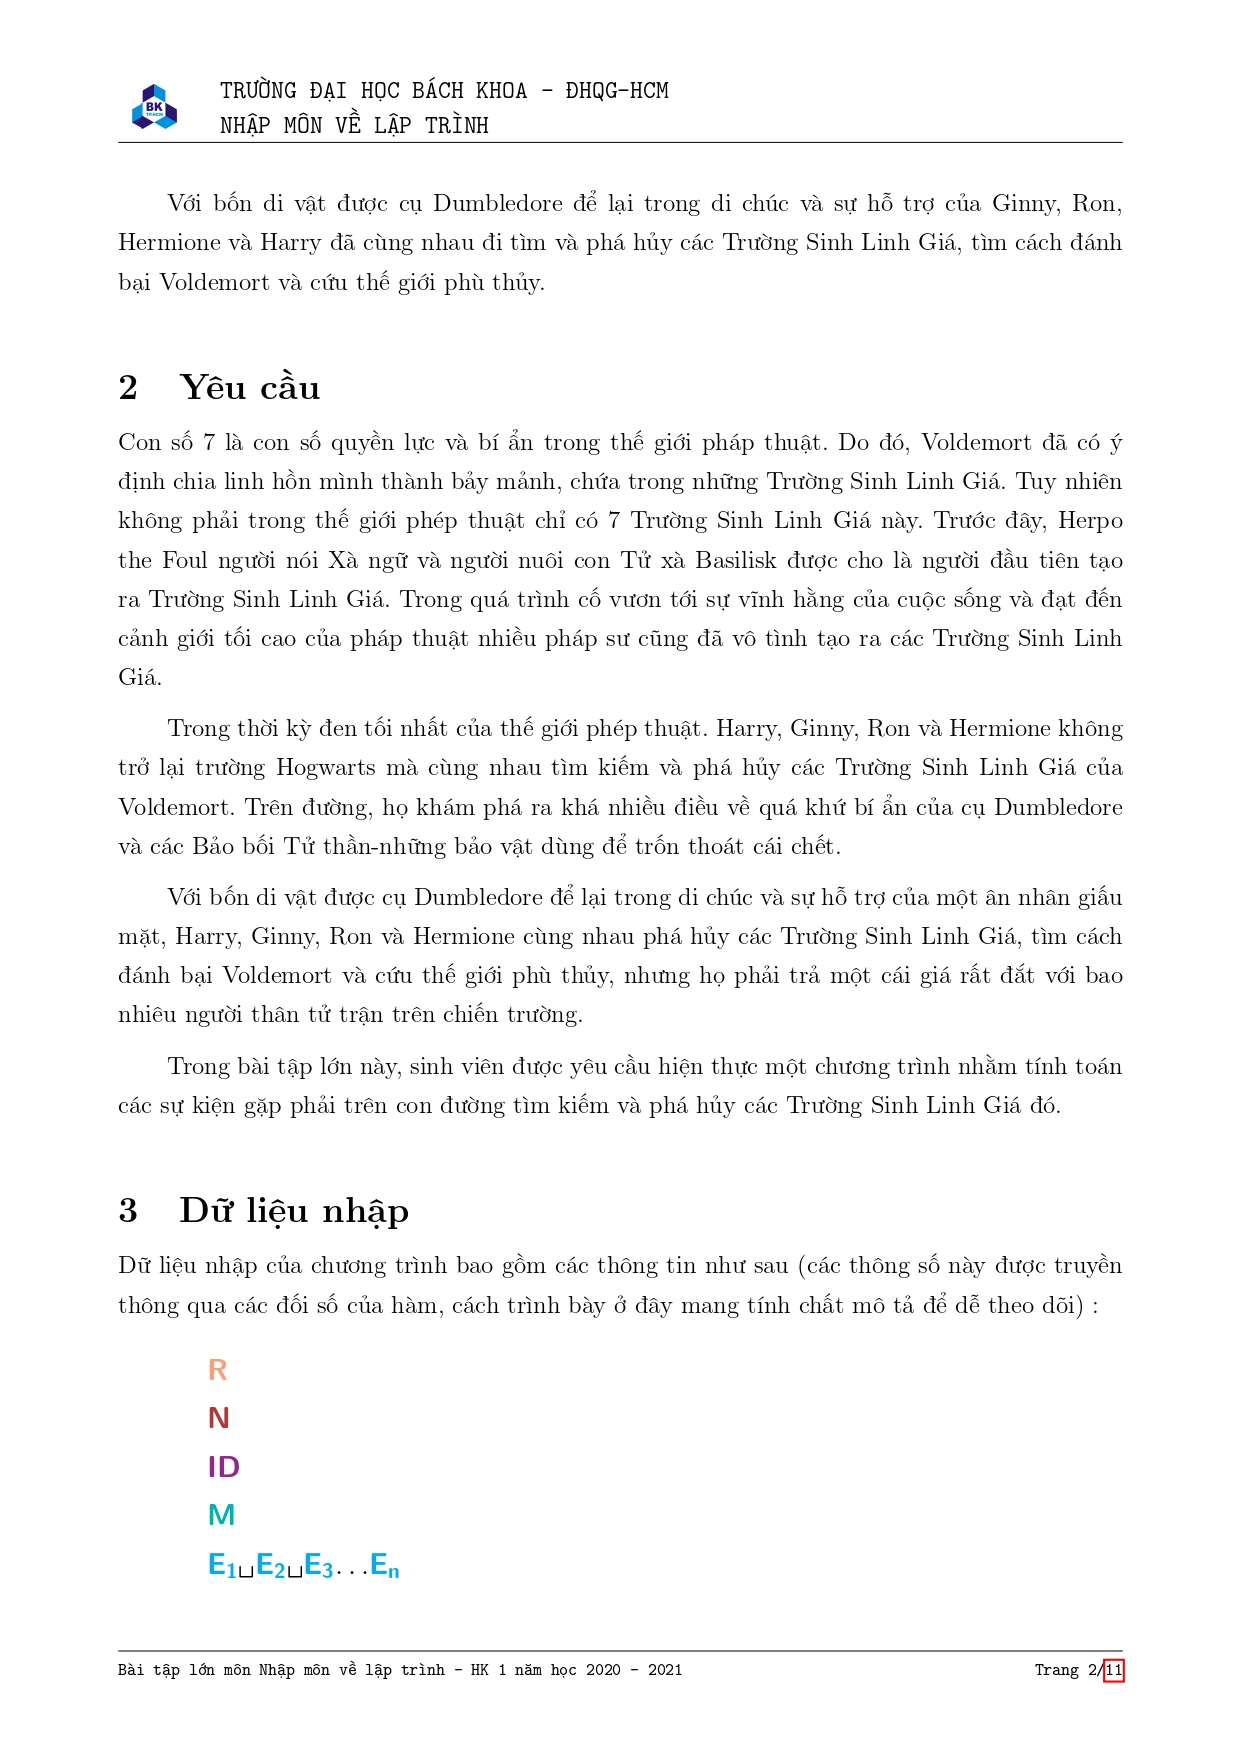 BK
TP.HCM
TRƯỜNG ĐẠI HỌC BÁCH KHOA - ĐHQG-HCM
NHẬP MÔN VỀ LẬP TRÌNH
Với bốn di vật được cụ Dumbledore để lại trong di chúc và sự hỗ trợ của Ginny, Ron,
Hermione và Harry đã cùng nhau đi tìm và phá hủy các Trường Sinh Linh Giá, tìm cách đánh
bại Voldemort và cứu thế giới phù thủy.
2 Yêu cầu
Con số 7 là con số quyền lực và bí ẩn trong thế giới pháp thuật. Do đó, Voldemort đã có ý
định chia linh hồn mình thành bảy mảnh, chứa trong những Trường Sinh Linh Giá. Tuy nhiên
không phải trong thế giới phép thuật chỉ có 7 Trường Sinh Linh Giá này. Trước đây, Herpo
the Foul người nói Xà ngữ và người nuôi con Tử xà Basilisk được cho là người đầu tiên tạo
ra Trường Sinh Linh Giá. Trong quá trình cố vươn tới sự vĩnh hằng của cuộc sống và đạt đến
cảnh giới tối cao của pháp thuật nhiều pháp sư cũng đã vô tình tạo ra các Trường Sinh Linh
Giá.
Trong thời kỳ đen tối nhất của thế giới phép thuật. Harry, Ginny, Ron và Hermione không
trở lại trường Hogwarts mà cùng nhau tìm kiếm và phá hủy các Trường Sinh Linh Giá của
Voldemort. Trên đường, họ khám phá ra khá nhiều điều về quá khứ bí ẩn của cụ Dumbledore
và các Bảo bối Tử thần-những bảo vật dùng để trốn thoát cái chết.
Với bốn di vật được cụ Dumbledore để lại trong di chúc và sự hỗ trợ của một ân nhân giấu
mặt, Harry, Ginny, Ron và Hermione cùng nhau phá hủy các Trường Sinh Linh Giá, tìm cách
đánh bại Voldemort và cứu thế giới phù thủy, nhưng họ phải trả một cái giá rất đắt với bao
nhiêu người thân tử trận trên chiến trường.
Trong bài tập lớn này, sinh viên được yêu cầu hiện thực một chương trình nhằm tính toán
các sự kiện gặp phải trên con đường tìm kiếm và phá hủy các Trường Sinh Linh Giá đó.
3 Dữ liệu nhập
Dữ liệu nhập của chương trình bao gồm các thông tin như sau (các thông số này được truyền
thông qua các đối số của hàm, cách trình bày ở đây mang tính chất mô tả để dễ theo dõi) :
R
N
ID
M
E₁␣E₂␣E₃...Eₙ
Bài tập lớn môn Nhập môn về lập trình - HK 1 năm học 2020 - 2021 Trang 2/11